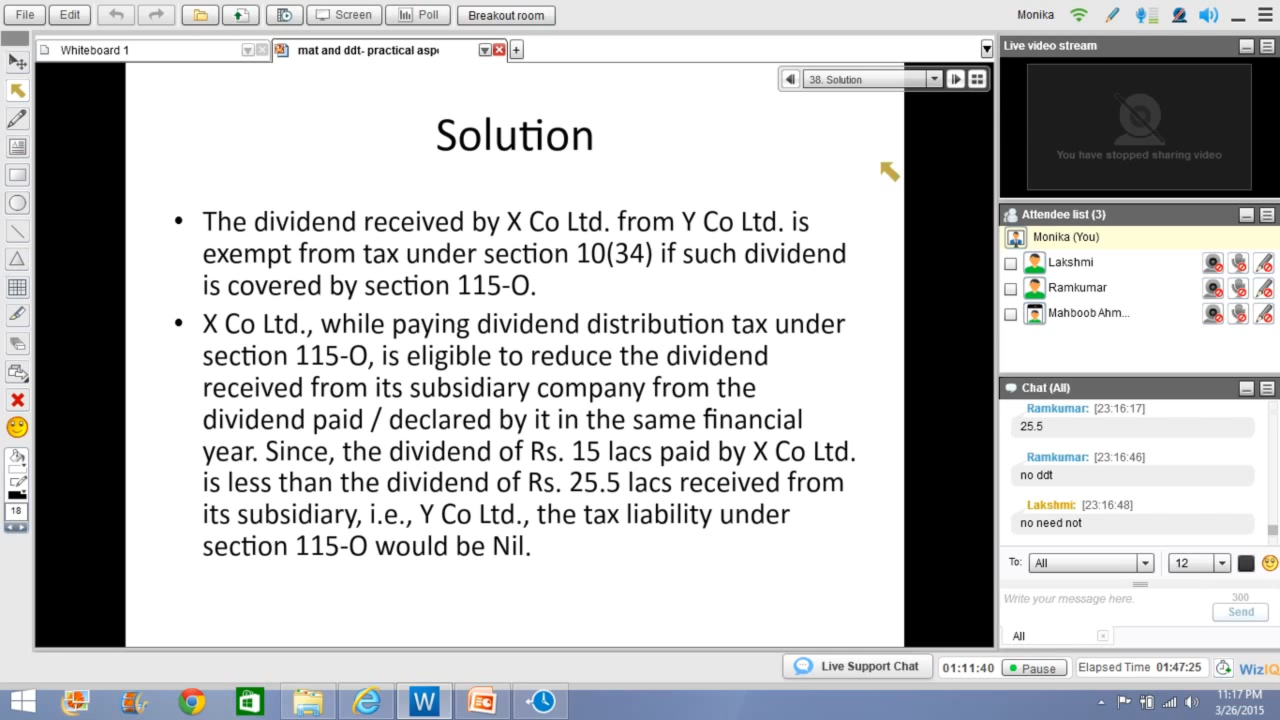 File
Edit
Screen
Poll
Breakout room
Monika
Whiteboard 1
mat and ddt- practical asp
38. Solution
Solution
• The dividend received by X Co Ltd. from Y Co Ltd. is
exempt from tax under section 10(34) if such dividend
is covered by section 115-O.
• X Co Ltd., while paying dividend distribution tax under
section 115-O, is eligible to reduce the dividend
received from its subsidiary company from the
dividend paid / declared by it in the same financial
year. Since, the dividend of Rs. 15 lacs paid by X Co Ltd.
is less than the dividend of Rs. 25.5 lacs received from
its subsidiary, i.e., Y Co Ltd., the tax liability under
section 115-O would be Nil.
18
Live video stream
You have stopped sharing video
Attendee list (3)
Monika (You)
Lakshmi
Ramkumar
Mahboob Ahm...
Chat (All)
Ramkumar: [23:16:17]
25.5
Ramkumar: [23:16:46]
no ddt
Lakshmi: [23:16:48]
no need not
To: All 12
Write your message here. 300
Send
All
Live Support Chat
01:11:40
Pause
Elapsed Time 01:47:25
WizIQ
11:17 PM
3/26/2015